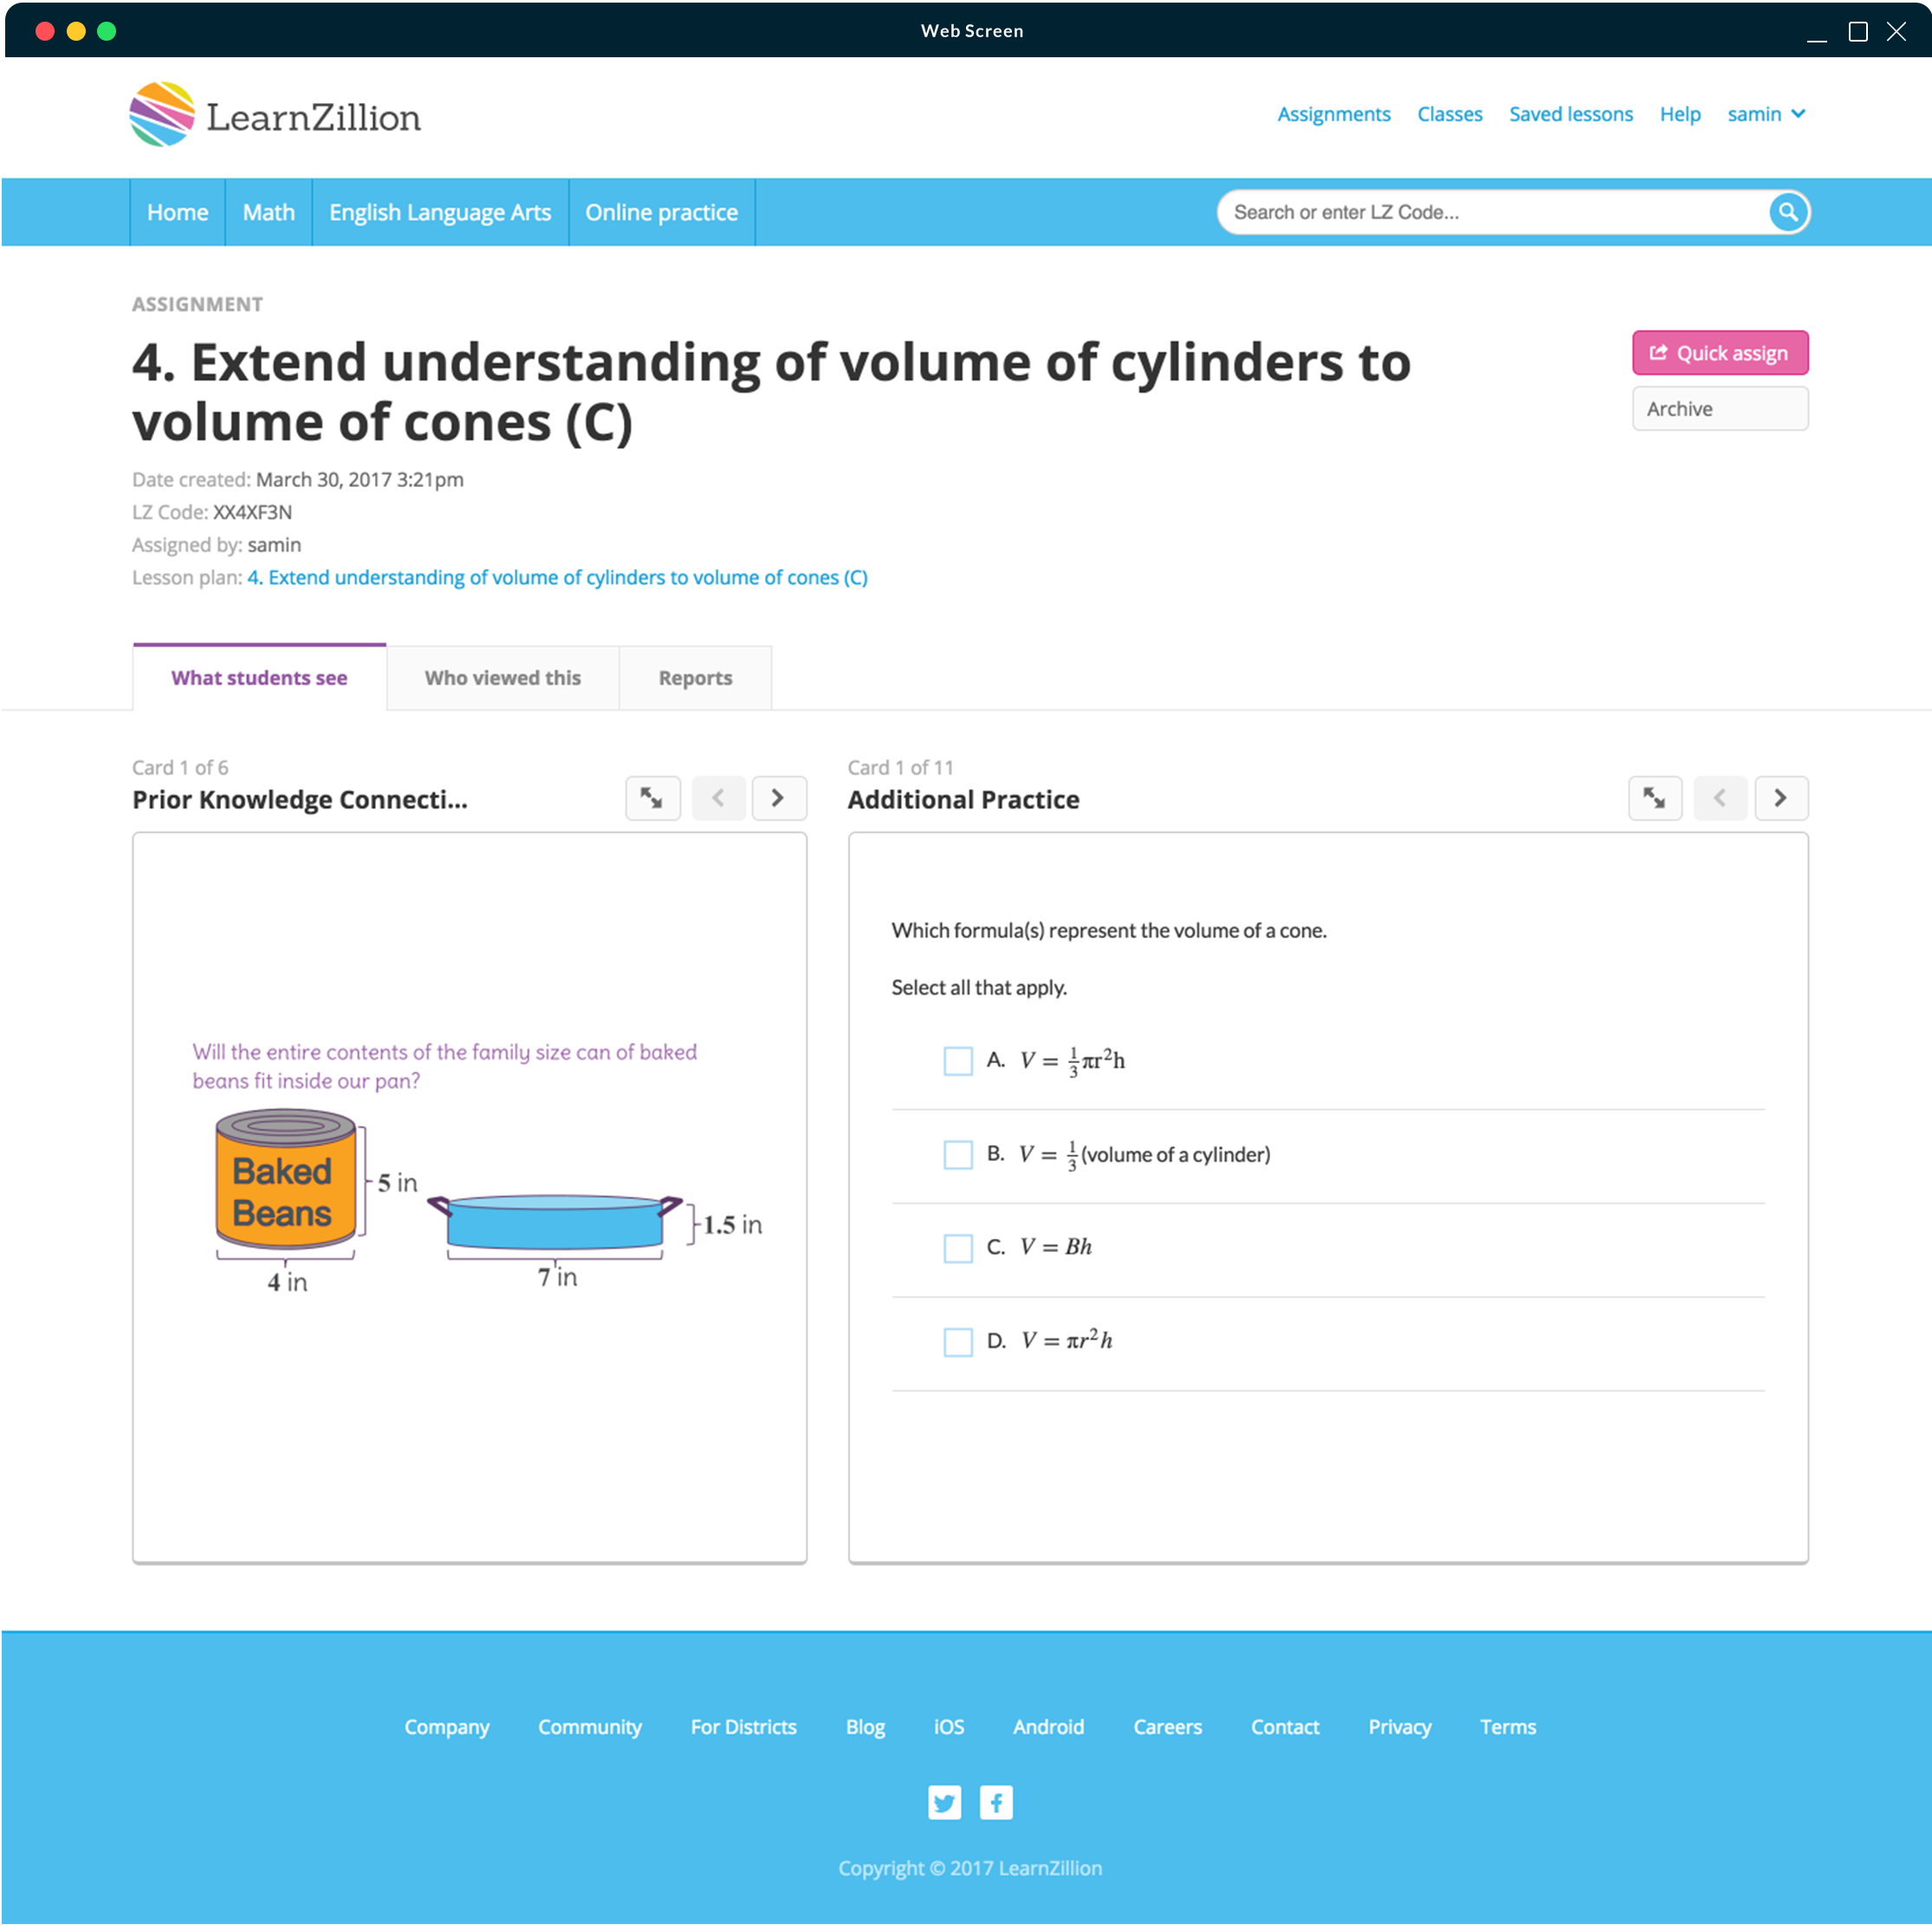 Web Screen
LearnZillion
Assignments Classes Saved lessons Help samin
Home Math English Language Arts Online practice Search or enter LZ Code...
ASSIGNMENT
4. Extend understanding of volume of cylinders to
volume of cones (C)
Quick assign
Archive
Date created: March 30, 2017 3:21pm
LZ Code: XX4XF3N
Assigned by: samin
Lesson plan: 4. Extend understanding of volume of cylinders to volume of cones (C)
What students see Who viewed this Reports
Card 1 of 6
Prior Knowledge Connecti...
Will the entire contents of the family size can of baked
beans fit inside our pan?
Baked
Beans
5 in
4 in
1.5 in
7 in
Card 1 of 11
Additional Practice
Which formula(s) represent the volume of a cone.
Select all that apply.
A. V = 1/3 πr²h
B. V = 1/3 (volume of a cylinder)
C. V = Bh
D. V = πr²h
Company Community For Districts Blog iOS Android Careers Contact Privacy Terms
Copyright © 2017 LearnZillion